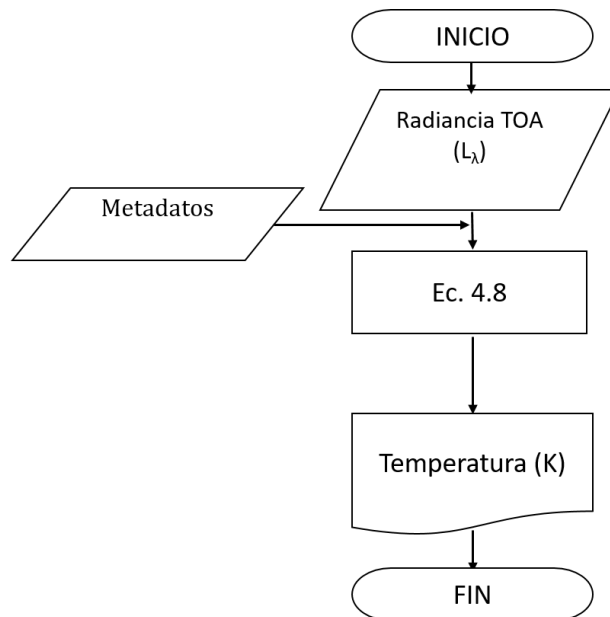 INICIO
Radiancia TOA
(Lλ)
Metadatos
Ec. 4.8
Temperatura (K)
FIN